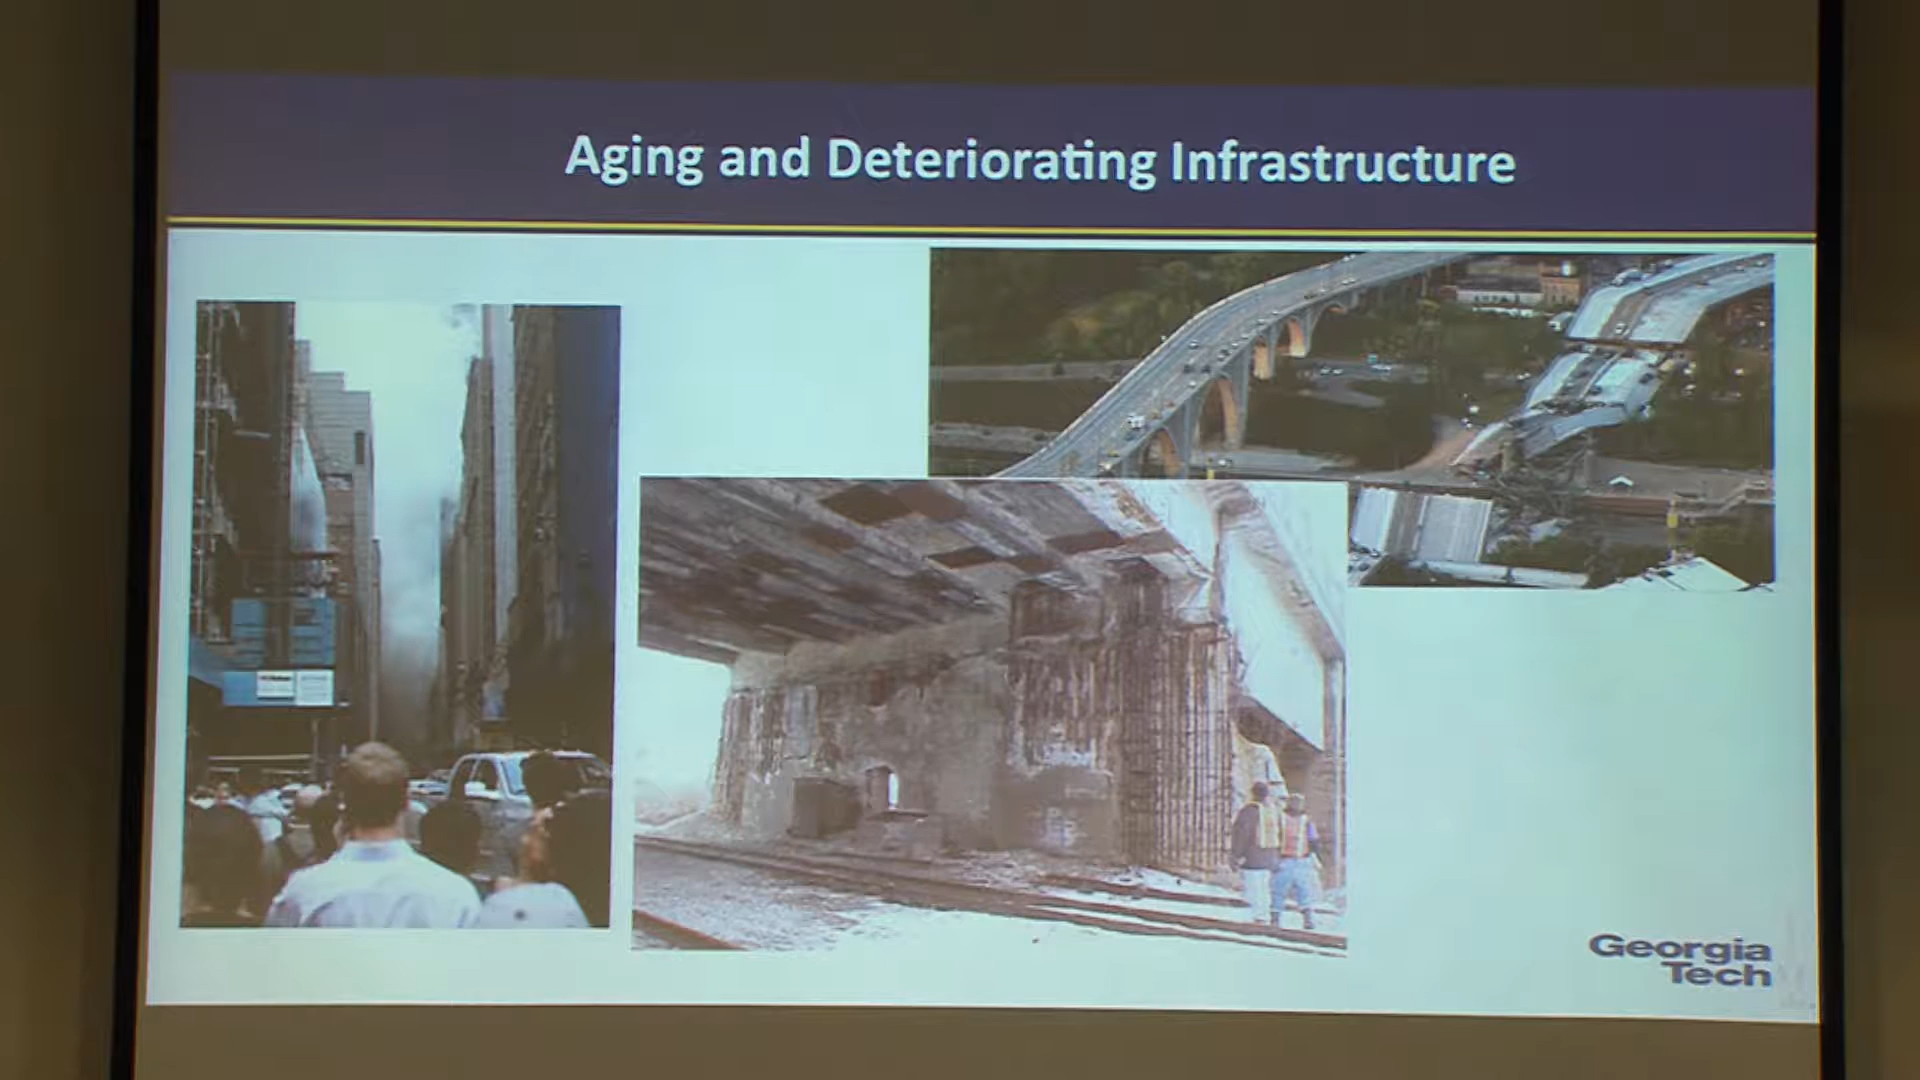 Aging and Deteriorating Infrastructure
Georgia
Tech